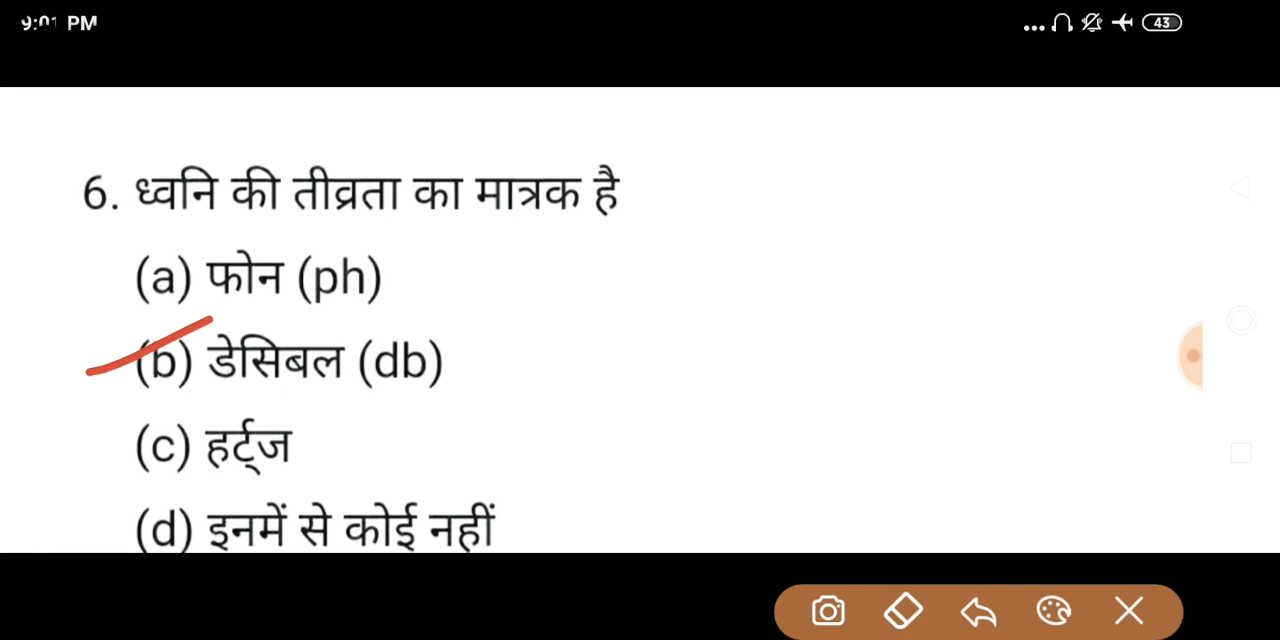 9:01 PM
43
6. ध्वनि की तीव्रता का मात्रक है
(a) फोन (ph)
(b) डेसिबल (db)
(c) हर्ट्ज
(d) इनमें से कोई नहीं